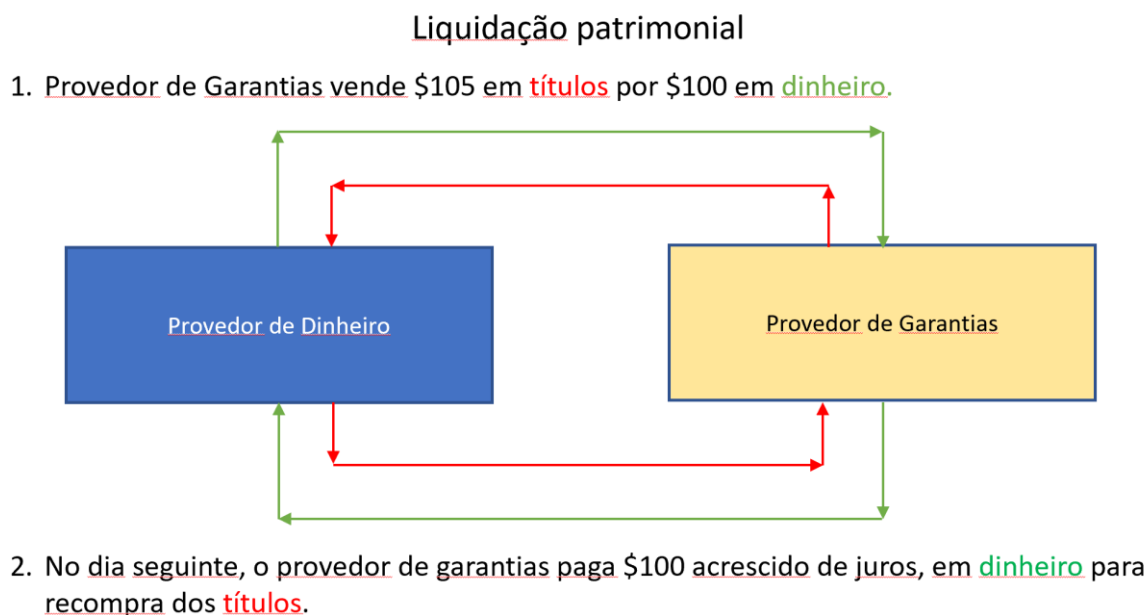 Liquidação patrimonial
1. Provedor de Garantias vende $105 em títulos por $100 em dinheiro.
Provedor de Dinheiro
Provedor de Garantias
2. No dia seguinte, o provedor de garantias paga $100 acrescido de juros, em dinheiro para
recompra dos títulos.